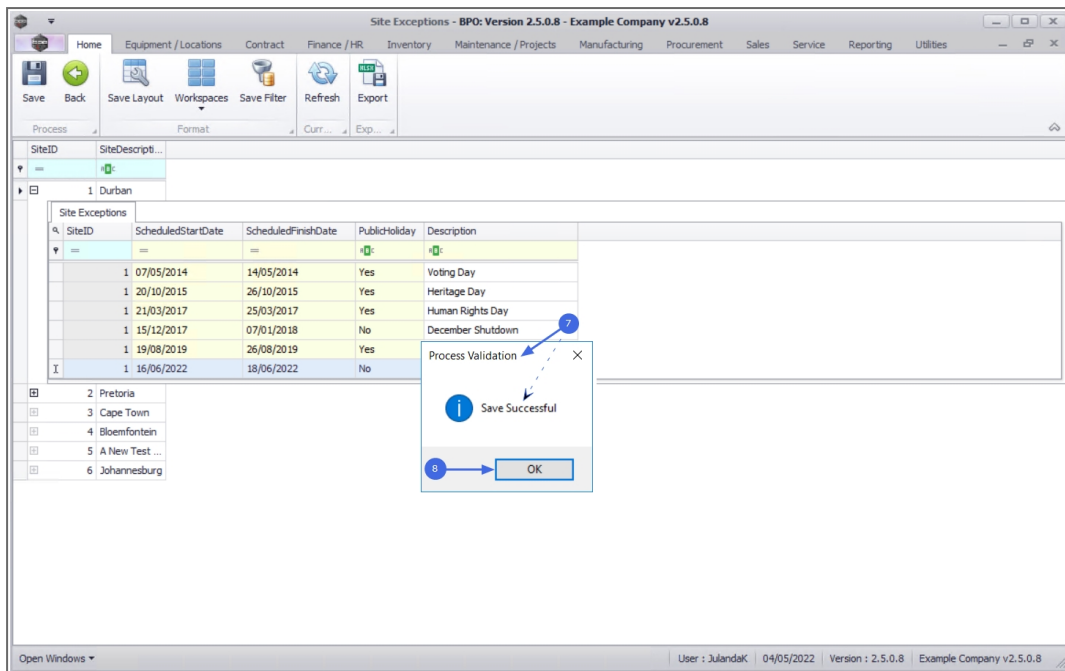 Site Exceptions - BPO: Version 2.5.0.8 - Example Company v2.5.0.8
Home Equipment / Locations Contract Finance / HR Inventory Maintenance / Projects Manufacturing Procurement Sales Service Reporting Utilities
Save Back Save Layout Workspaces Save Filter Refresh Export
Process Format Curr... Exp...
SiteID SiteDescripti...
= ABC
1 Durban
Site Exceptions
SiteID ScheduledStartDate ScheduledFinishDate PublicHoliday Description
= = = ABC ABC
1 07/05/2014 14/05/2014 Yes Voting Day
1 20/10/2015 26/10/2015 Yes Heritage Day
1 21/03/2017 25/03/2017 Yes Human Rights Day
1 15/12/2017 07/01/2018 No December Shutdown
7
1 19/08/2019 26/08/2019 Yes
1 16/06/2022 18/06/2022 No
Process Validation
Save Successful
8 OK
2 Pretoria
3 Cape Town
4 Bloemfontein
5 A New Test ...
6 Johannesburg
Open Windows User : JulandaK 04/05/2022 Version : 2.5.0.8 Example Company v2.5.0.8